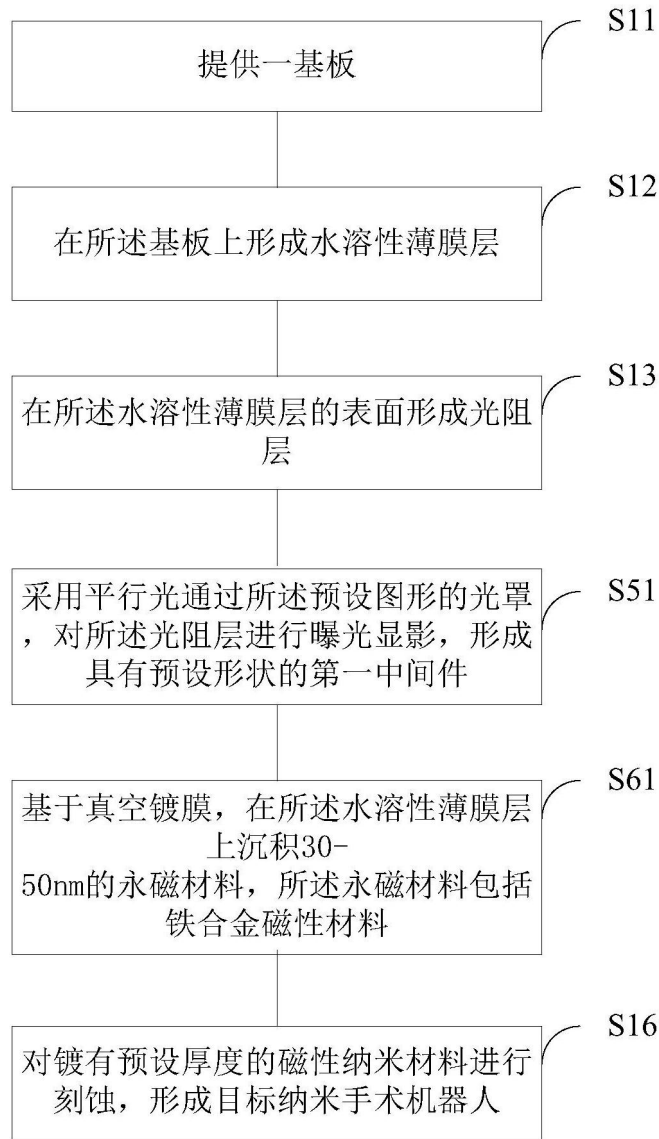 S11
提供一基板
S12
在所述基板上形成水溶性薄膜层
S13
在所述水溶性薄膜层的表面形成光阻
层
S51
采用平行光通过所述预设图形的光罩
，对所述光阻层进行曝光显影，形成
具有预设形状的第一中间件
S61
基于真空镀膜，在所述水溶性薄膜层
上沉积30-
50nm的永磁材料，所述永磁材料包括
铁合金磁性材料
S16
对镀有预设厚度的磁性纳米材料进行
刻蚀，形成目标纳米手术机器人